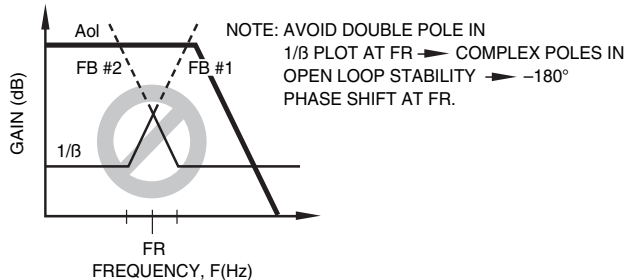 Aol
NOTE: AVOID DOUBLE POLE IN
1/ß PLOT AT FR COMPLEX POLES IN
OPEN LOOP STABILITY –180°
PHASE SHIFT AT FR.
FB #2
FB #1
GAIN (dB)
1/ß
FR
FREQUENCY, F(Hz)